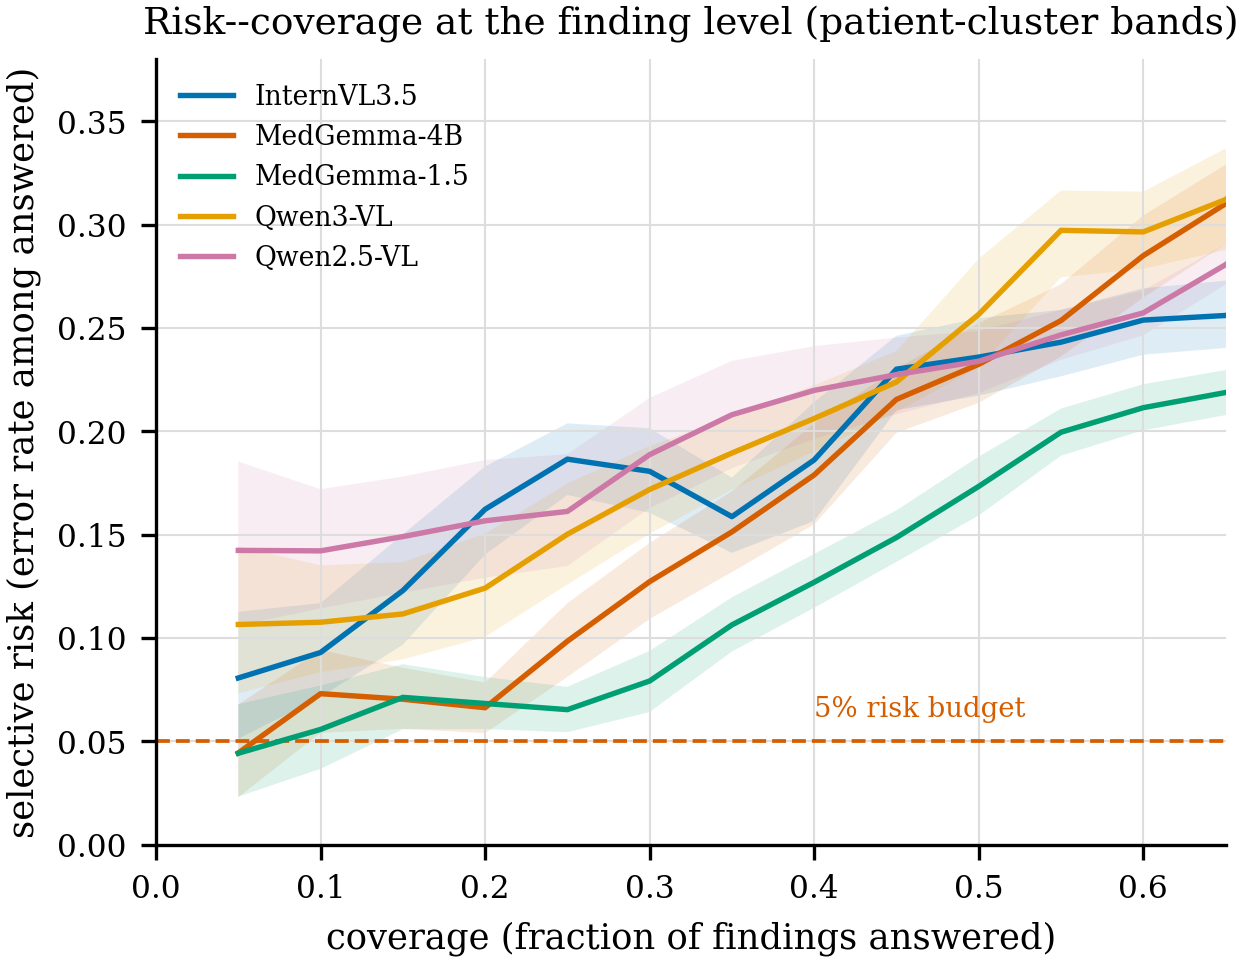 Risk--coverage at the finding level (patient-cluster bands)
selective risk (error rate among answered)
0.35
0.30
0.25
0.20
0.15
0.10
0.05
0.00
InternVL3.5
MedGemma-4B
MedGemma-1.5
Qwen3-VL
Qwen2.5-VL
5% risk budget
0.0 0.1 0.2 0.3 0.4 0.5 0.6
coverage (fraction of findings answered)